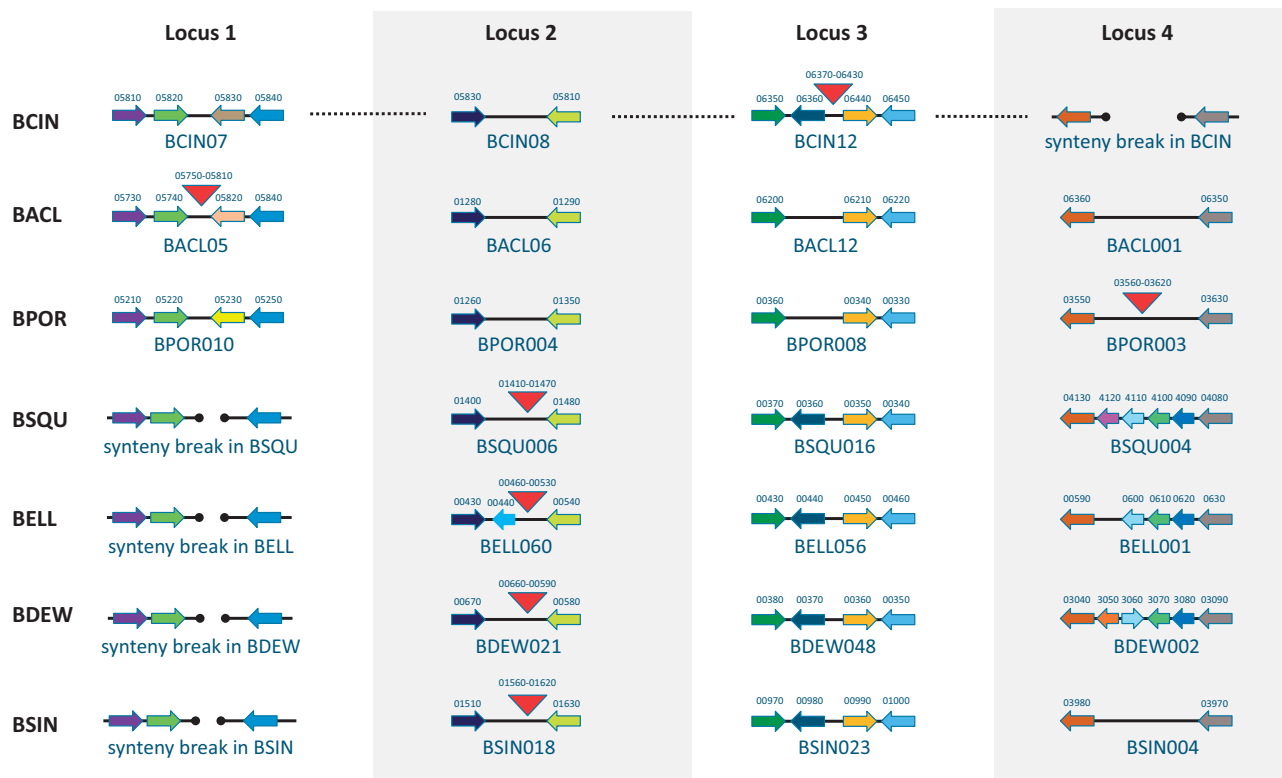 Locus 1 Locus 2 Locus 3 Locus 4
06370-06430
05810 05820 05830 05840 05830 05810 06350 06360 06440 06450
BCIN
BCIN07 BCIN08 BCIN12 synteny break in BCIN
05750-05810
05730 05740 05820 05840 01280 01290 06200 06210 06220 06360 06350
BACL
BACL05 BACL06 BACL12 BACL001
03560-03620
05210 05220 05230 05250 01260 01350 00360 00340 00330 03550 03630
BPOR
BPOR010 BPOR004 BPOR008 BPOR003
01410-01470
01400 01480 00370 00360 00350 00340 04130 4120 4110 4100 4090 04080
BSQU
synteny break in BSQU BSQU006 BSQU016 BSQU004
00460-00530
00430 00440 00540 00430 00440 00450 00460 00590 0600 0610 0620 0630
BELL
synteny break in BELL BELL060 BELL056 BELL001
00660-00590
00670 00580 00380 00370 00360 00350 03040 3050 3060 3070 3080 03090
BDEW
synteny break in BDEW BDEW021 BDEW048 BDEW002
01560-01620
01510 01630 00970 00980 00990 01000 03980 03970
BSIN
synteny break in BSIN BSIN018 BSIN023 BSIN004